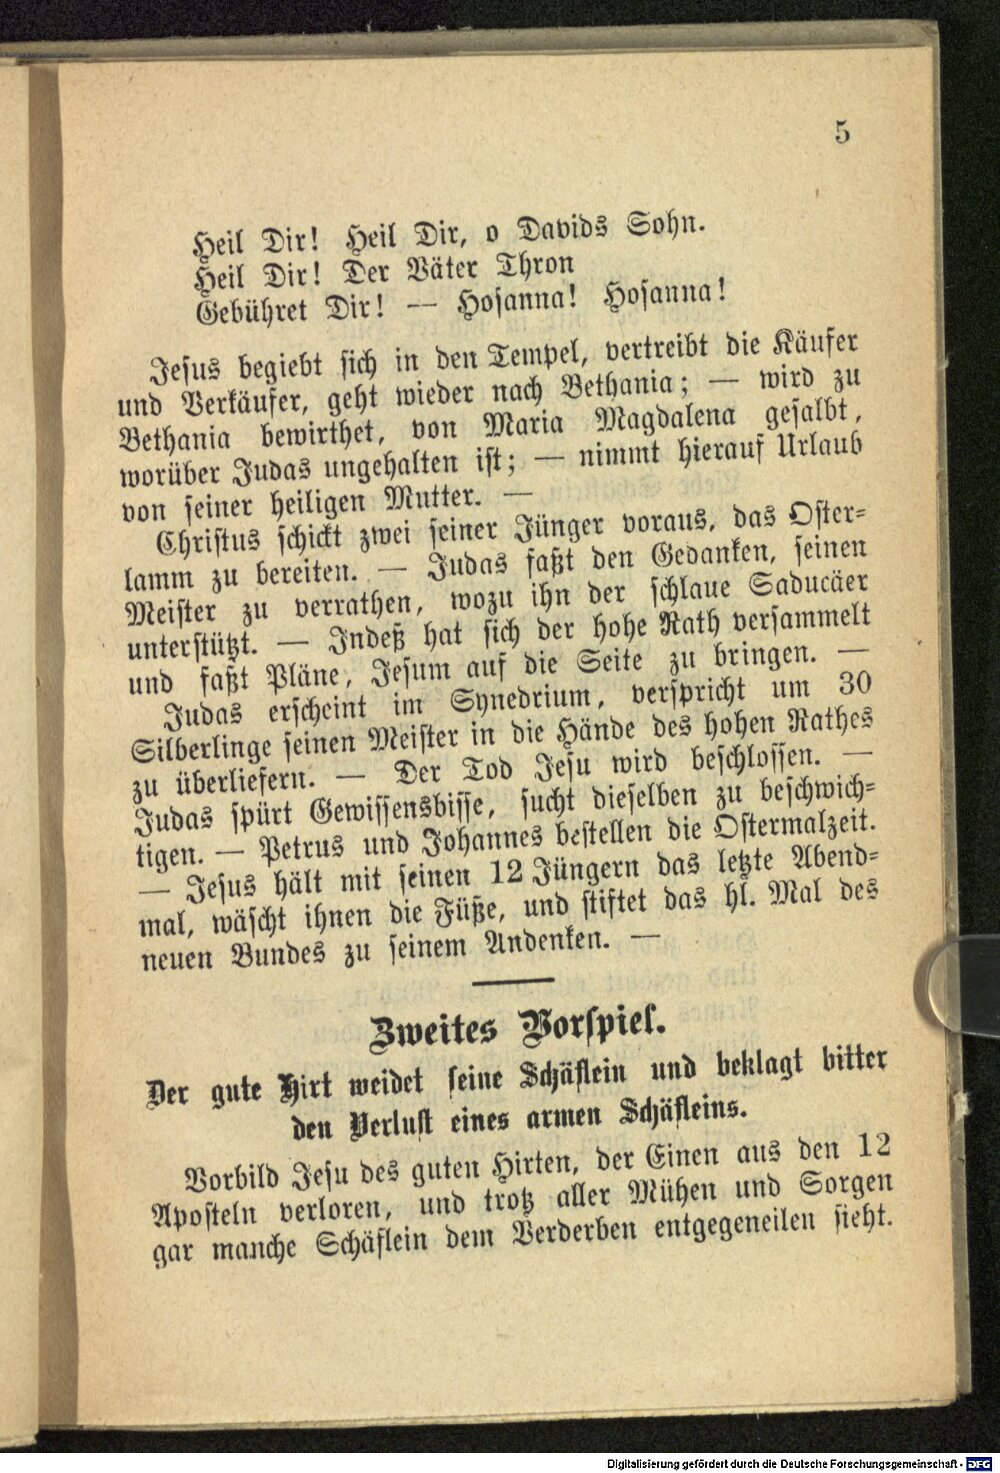 5
Heil Dir! Heil Dir, o Davids Sohn.
Heil Dir! Der Väter Thron
Gebühret Dir! — Hosanna! Hosanna!
Jesus begiebt sich in den Tempel, vertreibt die Käufer
und Verkäufer, geht wieder nach Bethania; — wird zu
Bethania bewirthet, von Maria Magdalena gesalbt,
worüber Judas ungehalten ist; — nimmt hierauf Urlaub
von seiner heiligen Mutter. —
Christus schickt zwei seiner Jünger voraus, das Oster-
lamm zu bereiten. — Judas faßt den Gedanken, seinen
Meister zu verrathen, wozu ihn der schlaue Saducäer
unterstützt. — Indeß hat sich der hohe Rath versammelt
und faßt Pläne, Jesum auf die Seite zu bringen. —
Judas erscheint im Synedrium, verspricht um 30
Silberlinge seinen Meister in die Hände des hohen Rathes
zu überliefern. — Der Tod Jesu wird beschlossen. —
Judas spürt Gewissensbisse, sucht dieselben zu beschwich-
tigen. — Petrus und Johannes bestellen die Ostermalzeit.
— Jesus hält mit seinen 12 Jüngern das letzte Abend-
mal, wäscht ihnen die Füße, und stiftet das hl. Mal des
neuen Bundes zu seinem Andenken. —
Zweites Vorspiel.
Der gute Hirt weidet seine Schäflein und beklagt bitter
den Verlust eines armen Schäfleins.
Vorbild Jesu des guten Hirten, der Einen aus den 12
Aposteln verloren, und trotz aller Mühen und Sorgen
gar manche Schäflein dem Verderben entgegeneilen sieht.
Digitalisierung gefördert durch die Deutsche Forschungsgemeinschaft - DFG